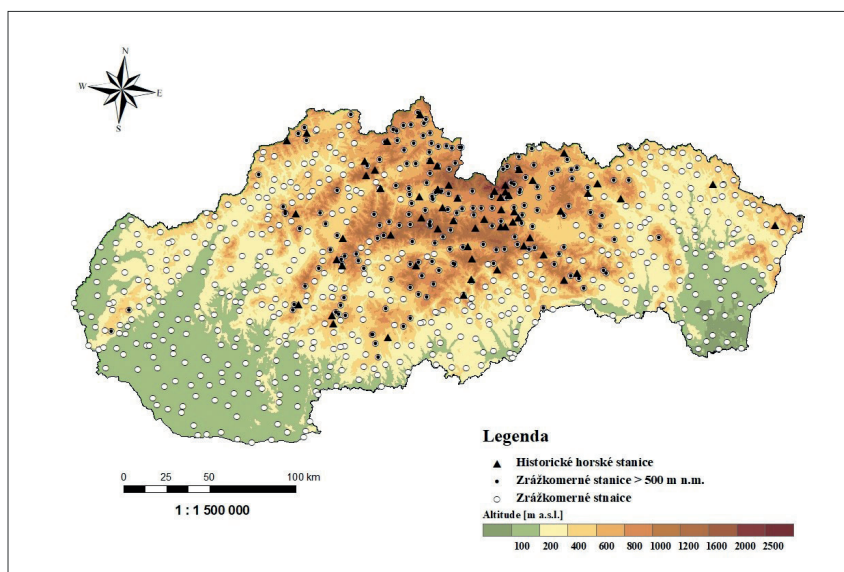 N
W
E
S
0 25 50 100 km
1 : 1 500 000
Legenda
Historické horské stanice
Zrážkomerné stanice > 500 m n.m.
Zrážkomerné stnaice
Altitude [m a.s.l.]
100 200 400 600 800 1000 1200 1600 2000 2500